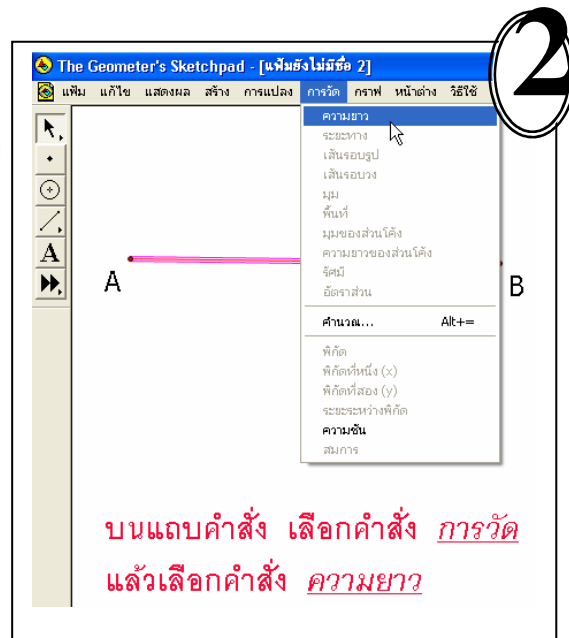 2
The Geometer's Sketchpad - [แฟ้มยังไม่มีชื่อ 2]
แฟ้ม แก้ไข แสดงผล สร้าง การแปลง การวัด กราฟ หน้าต่าง วิธีใช้
ความยาว
ระยะทาง
เส้นรอบรูป
เส้นรอบวง
มุม
พื้นที่
มุมของส่วนโค้ง
ความยาวของส่วนโค้ง
รัศมี
อัตราส่วน
คำนวณ... Alt+=
พิกัด
พิกัดที่หนึ่ง (x)
พิกัดที่สอง (y)
ระยะระหว่างพิกัด
ความชัน
สมการ
A
A
B
บนแถบคำสั่ง เลือกคำสั่ง การวัด
แล้วเลือกคำสั่ง ความยาว